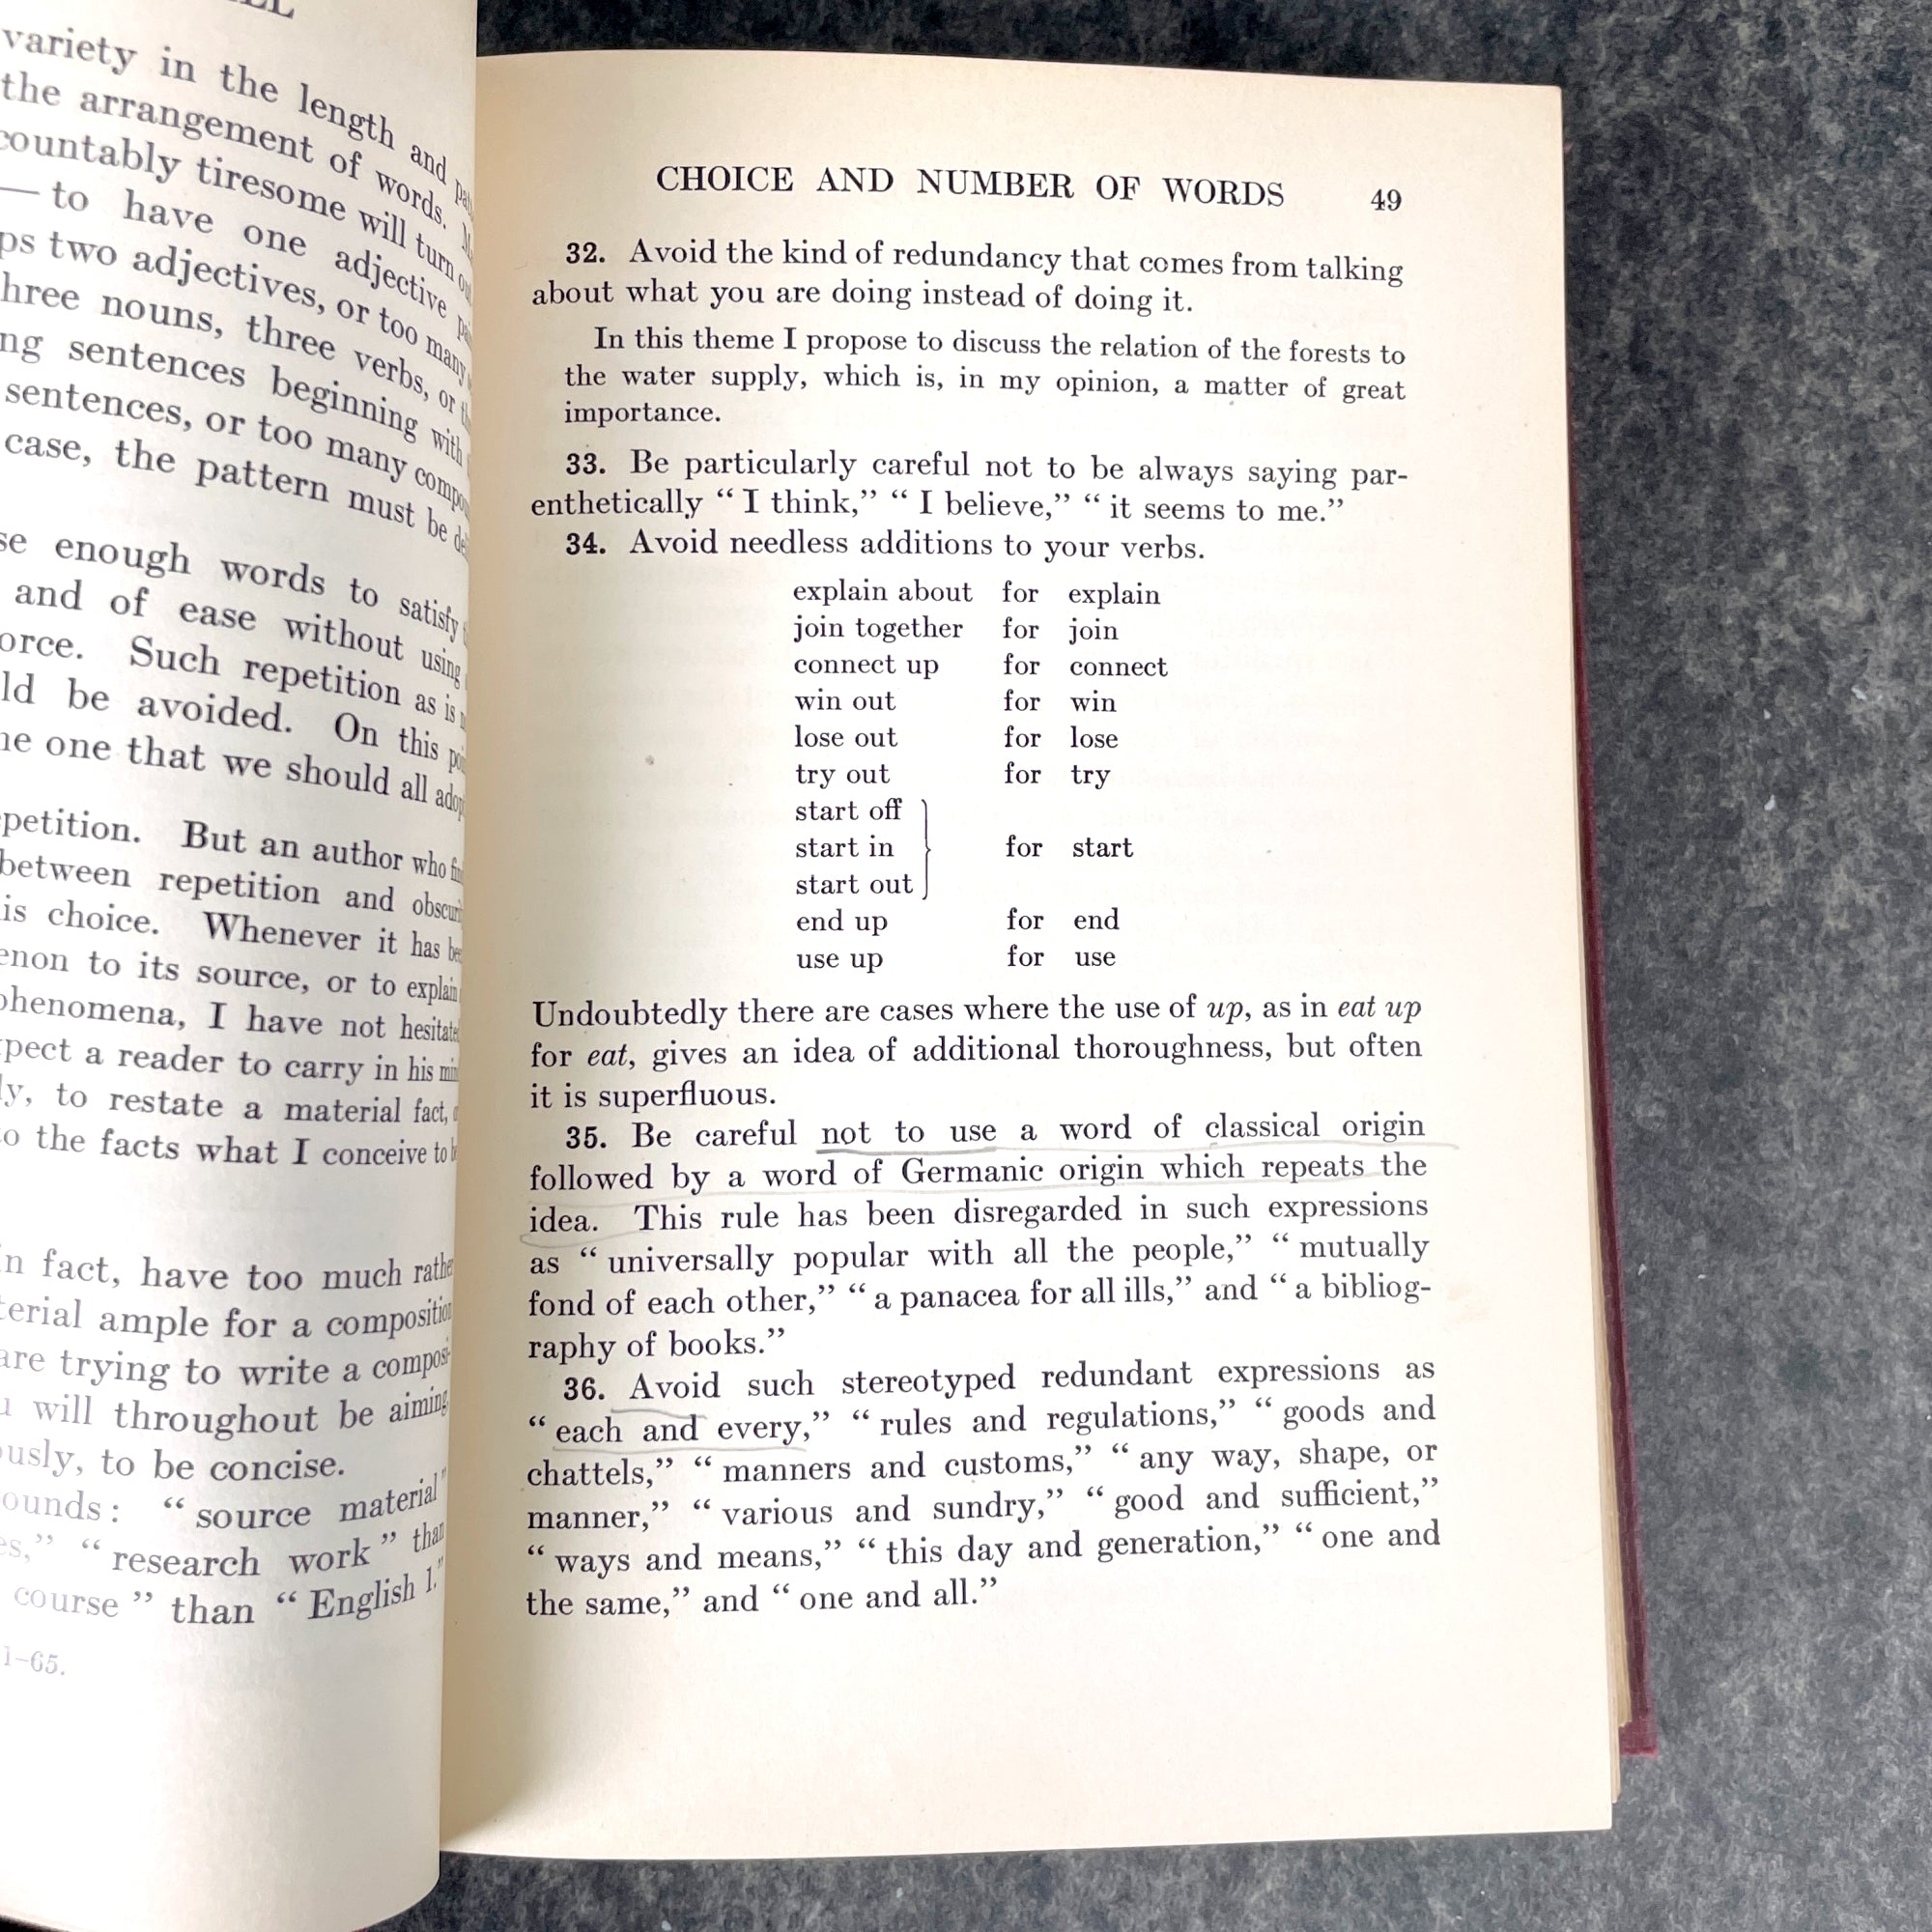 variety in the length and
the arrangement of words.
tiresome will turn
— to have one adjective
two adjectives, or too many
nouns, three verbs, or
sentences beginning with
sentences, or too many
case, the pattern must be
enough words to satisfy
and of ease without using
Such repetition as is
be avoided. On this
one that we should all
But an author who
between repetition and
choice. Whenever it has
to its source, or to explain
phenomena, I have not
a reader to carry in his
to restate a material fact,
to the facts what I conceive to
in fact, have too much
ample for a composition
are trying to write a compos-
will throughout be aiming,
to be concise.
“ source material ”
“ research work ” than
course ” than “ English 1.”
1–65.
CHOICE AND NUMBER OF WORDS 49
32. Avoid the kind of redundancy that comes from talking
about what you are doing instead of doing it.
In this theme I propose to discuss the relation of the forests to
the water supply, which is, in my opinion, a matter of great
importance.
33. Be particularly careful not to be always saying par-
enthetically “ I think,” “ I believe,” “ it seems to me.”
34. Avoid needless additions to your verbs.
explain about for explain
join together for join
connect up for connect
win out for win
lose out for lose
try out for try
start off
start in for start
start out
end up for end
use up for use
Undoubtedly there are cases where the use of up, as in eat up
for eat, gives an idea of additional thoroughness, but often
it is superfluous.
35. Be careful not to use a word of classical origin
followed by a word of Germanic origin which repeats the
idea. This rule has been disregarded in such expressions
as “ universally popular with all the people,” “ mutually
fond of each other,” “ a panacea for all ills,” and “ a bibliog-
raphy of books.”
36. Avoid such stereotyped redundant expressions as
“ each and every,” “ rules and regulations,” “ goods and
chattels,” “ manners and customs,” “ any way, shape, or
manner,” “ various and sundry,” “ good and sufficient,”
“ ways and means,” “ this day and generation,” “ one and
the same,” and “ one and all.”